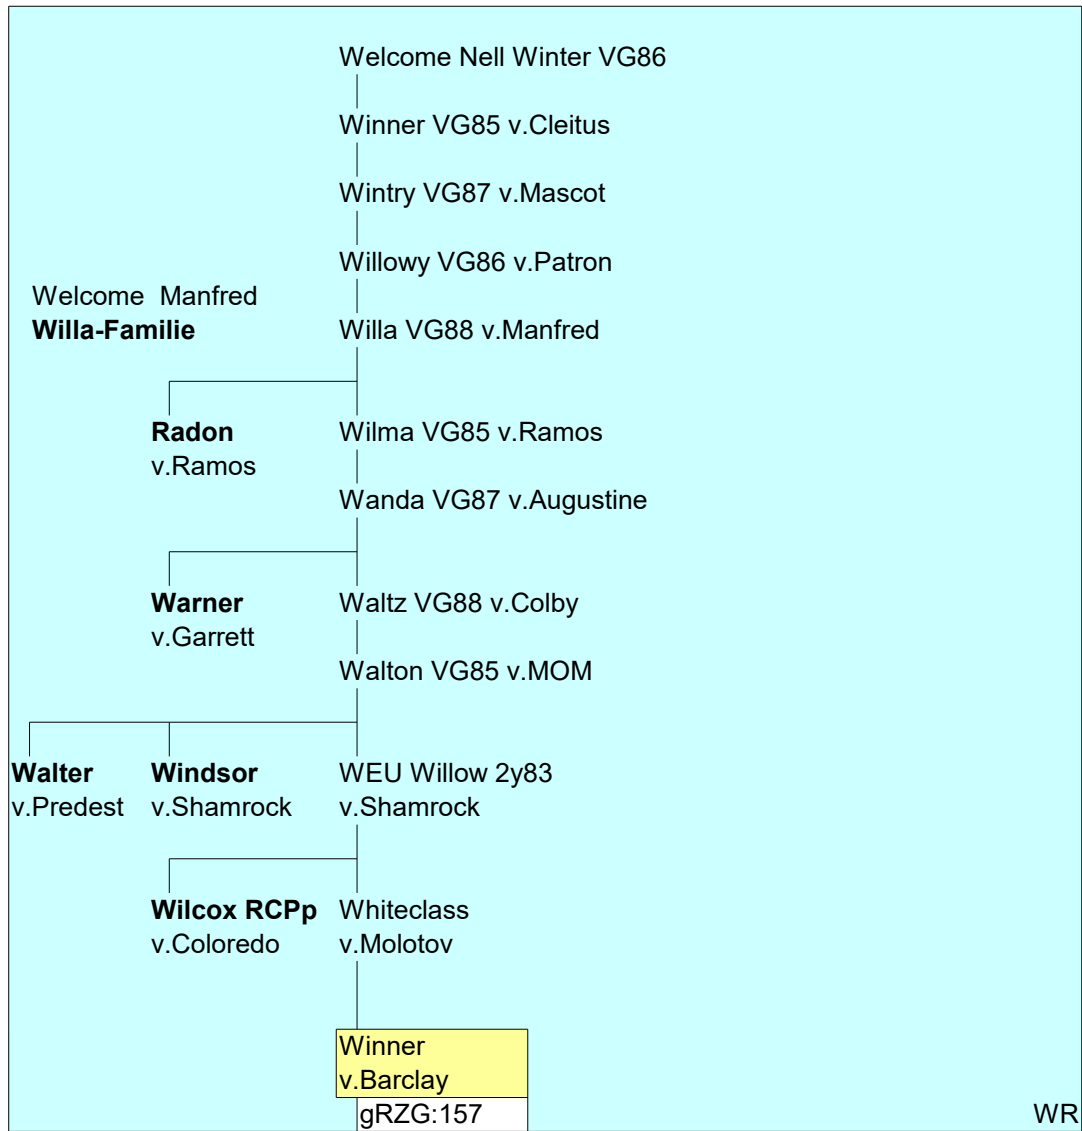 Welcome Nell Winter VG86
Winner VG85 v.Cleitus
Wintry VG87 v.Mascot
Willowy VG86 v.Patron
Welcome  Manfred
Willa-Familie
Willa VG88 v.Manfred
Radon
v.Ramos
Wilma VG85 v.Ramos
Wanda VG87 v.Augustine
Warner
v.Garrett
Waltz VG88 v.Colby
Walton VG85 v.MOM
Walter
v.Predest
Windsor
v.Shamrock
WEU Willow 2y83
v.Shamrock
Wilcox RCPp
v.Coloredo
Whiteclass
v.Molotov
Winner
v.Barclay
gRZG:157
WR